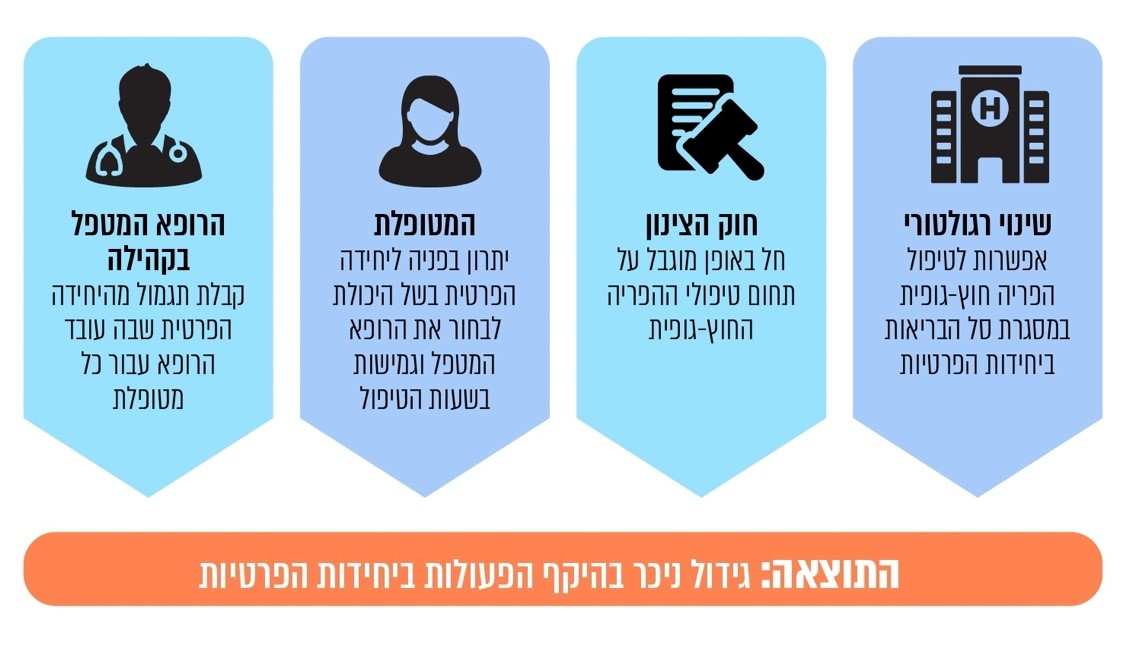 שינוי רגולטורי
אפשרות לטיפול
הפריה חוץ-גופית
במסגרת סל הבריאות
ביחידות הפרטיות
חוק הצינון
חל באופן מוגבל על
תחום טיפולי ההפריה
החוץ-גופית
המטופלת
יתרון בפניה ליחידה
הפרטית בשל היכולת
לבחור את הרופא
המטפל וגמישות
בשעות הטיפול
הרופא המטפל
בקהילה
קבלת תגמול מהיחידה
הפרטית שבה עובד
הרופא עבור כל
מטופלת
התוצאה: גידול ניכר בהיקף הפעולות ביחידות הפרטיות
H